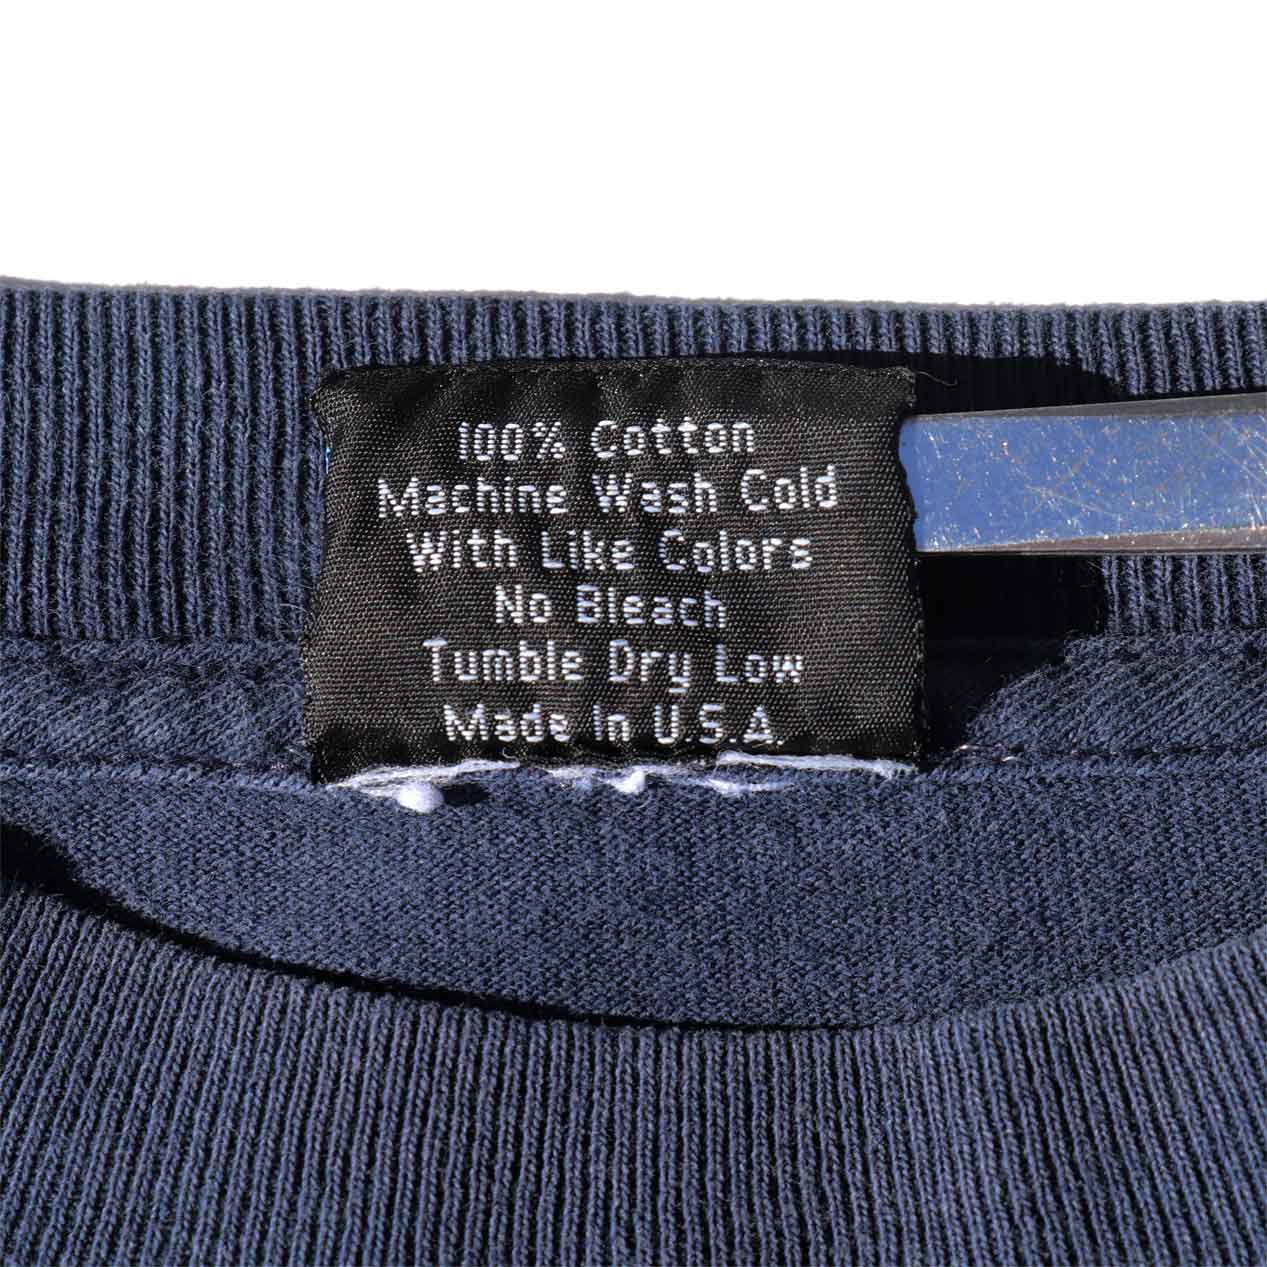 100% Cotton
Machine Wash Cold
With Like Colors
No Bleach
Tumble Dry Low
Made In U.S.A.